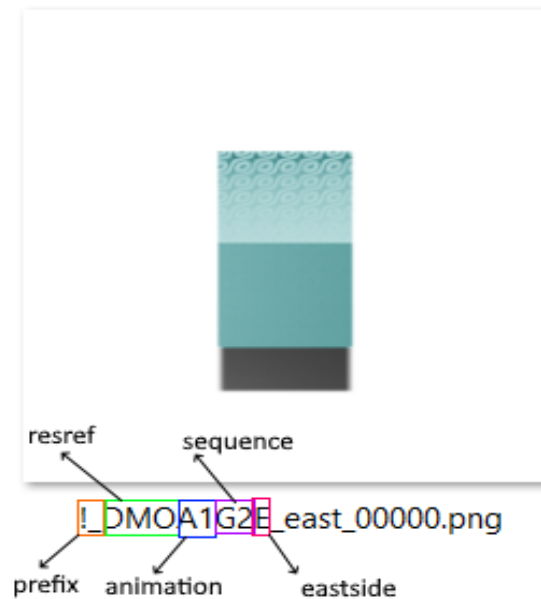 resref
sequence
!_DMOA1G2E_east_00000.png
prefix
animation
eastside